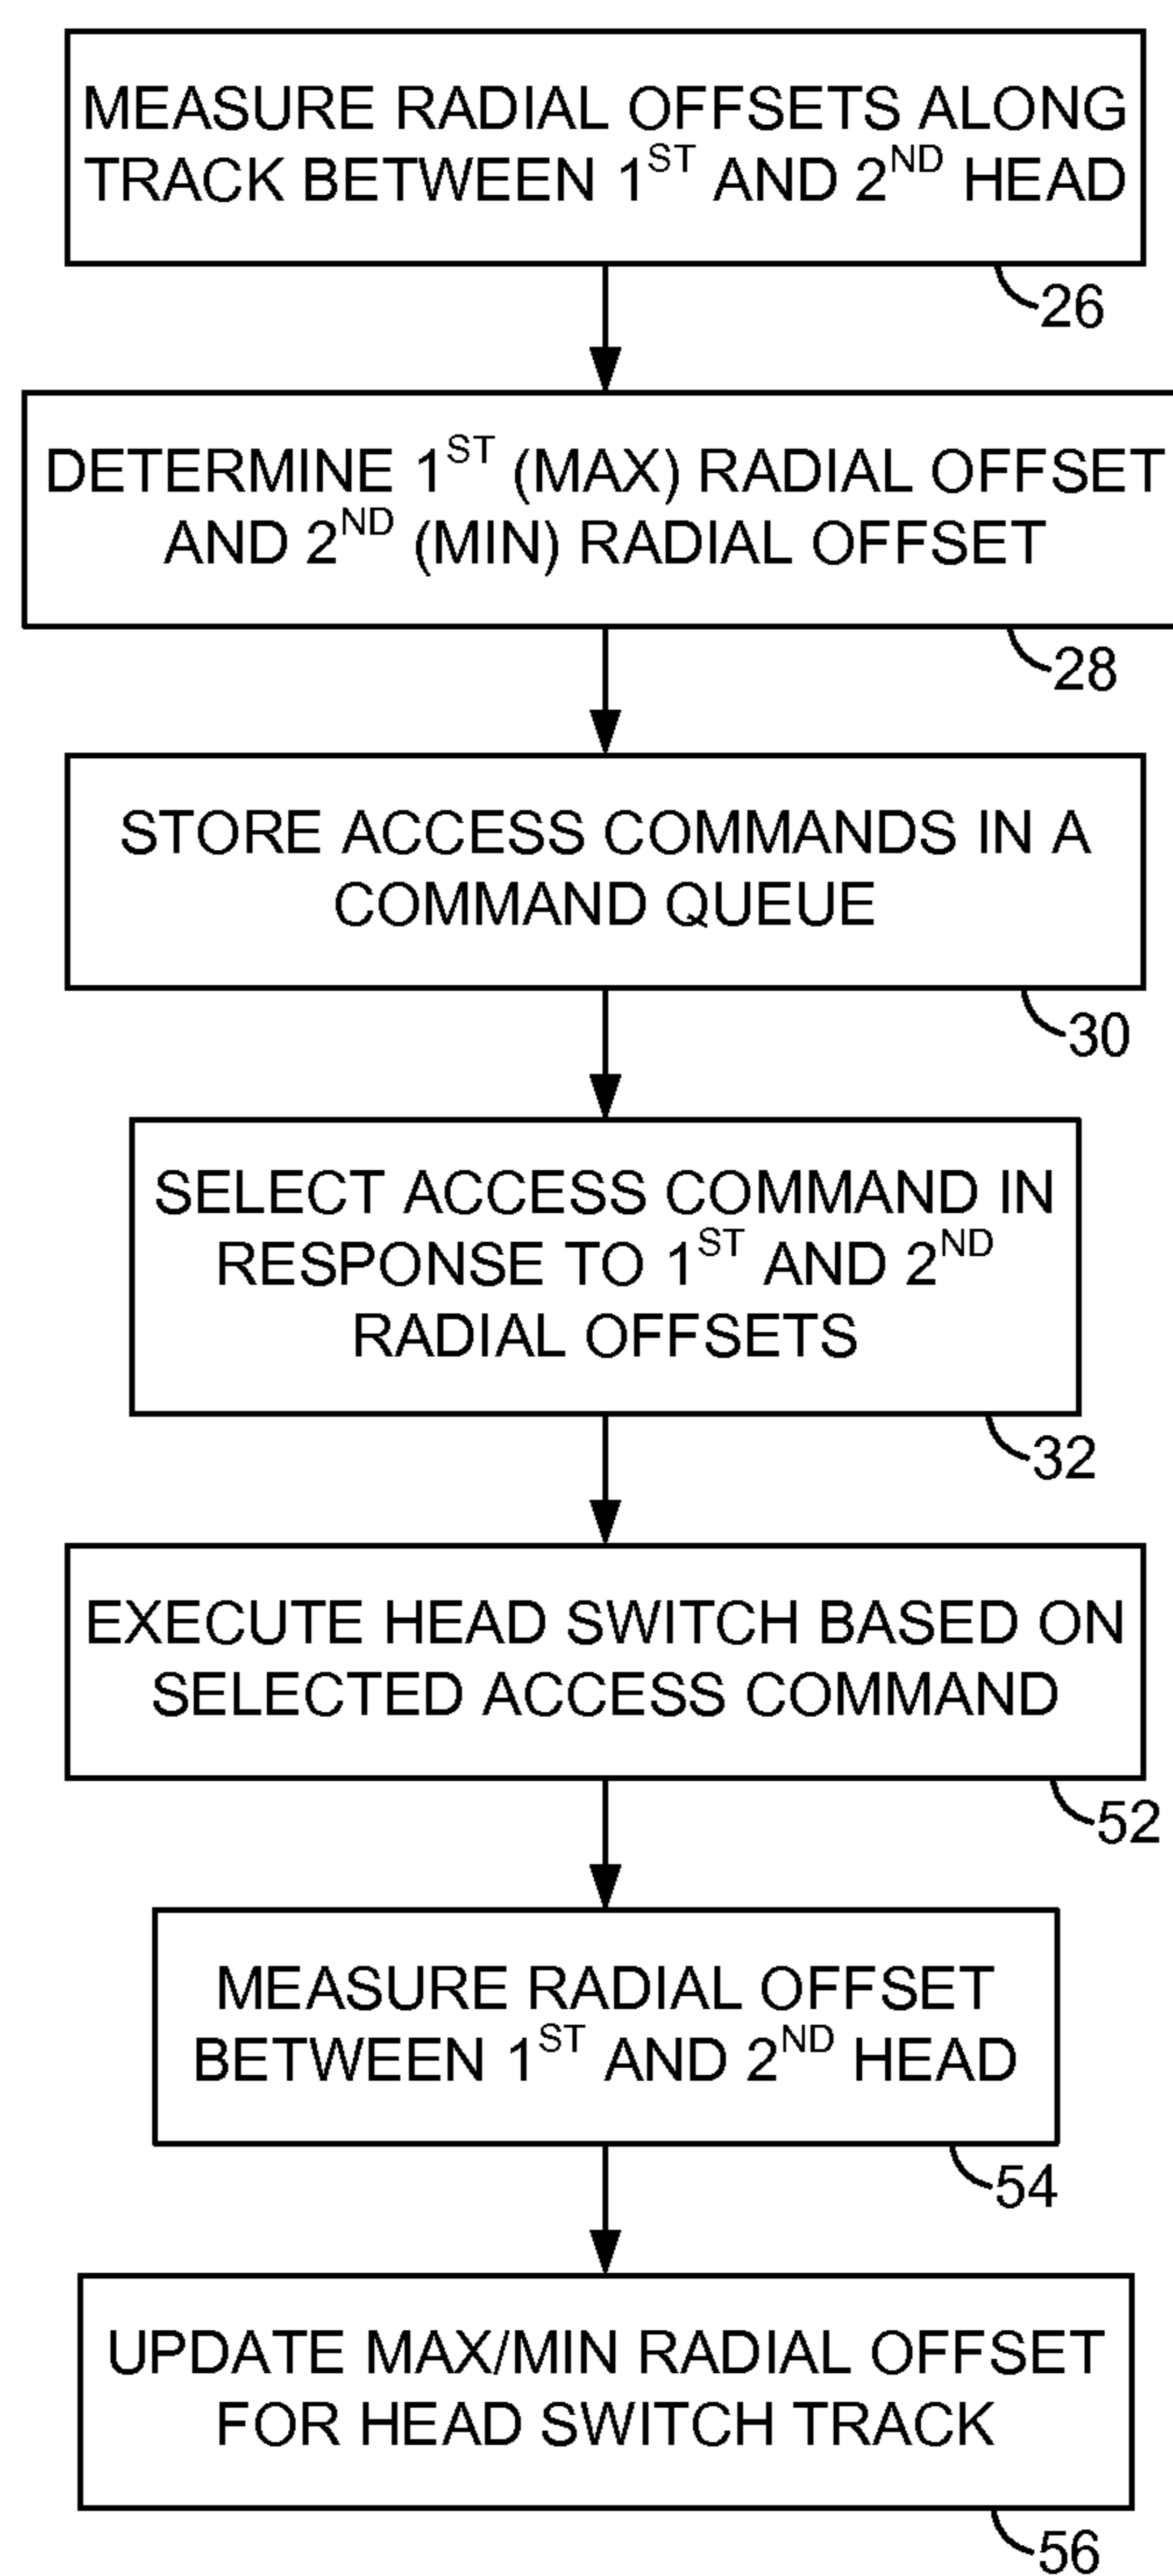 MEASURE RADIAL OFFSETS ALONG
TRACK BETWEEN 1ST AND 2ND HEAD
26
DETERMINE 1ST (MAX) RADIAL OFFSET
AND 2ND (MIN) RADIAL OFFSET
28
STORE ACCESS COMMANDS IN A
COMMAND QUEUE
30
SELECT ACCESS COMMAND IN
RESPONSE TO 1ST AND 2ND
RADIAL OFFSETS
32
EXECUTE HEAD SWITCH BASED ON
SELECTED ACCESS COMMAND
52
MEASURE RADIAL OFFSET
BETWEEN 1ST AND 2ND HEAD
54
UPDATE MAX/MIN RADIAL OFFSET
FOR HEAD SWITCH TRACK
56